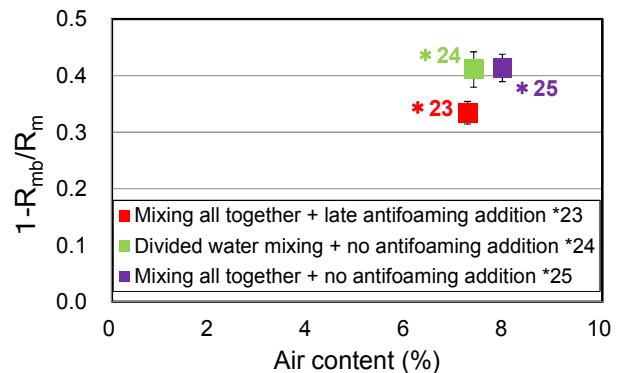 0.5
0.4
0.3
0.2
0.1
0.0
1-Rmb/Rm
* 24
* 25
* 23
Mixing all together + late antifoaming addition *23
Divided water mixing + no antifoaming addition *24
Mixing all together + no antifoaming addition *25
0 2 4 6 8 10
Air content (%)